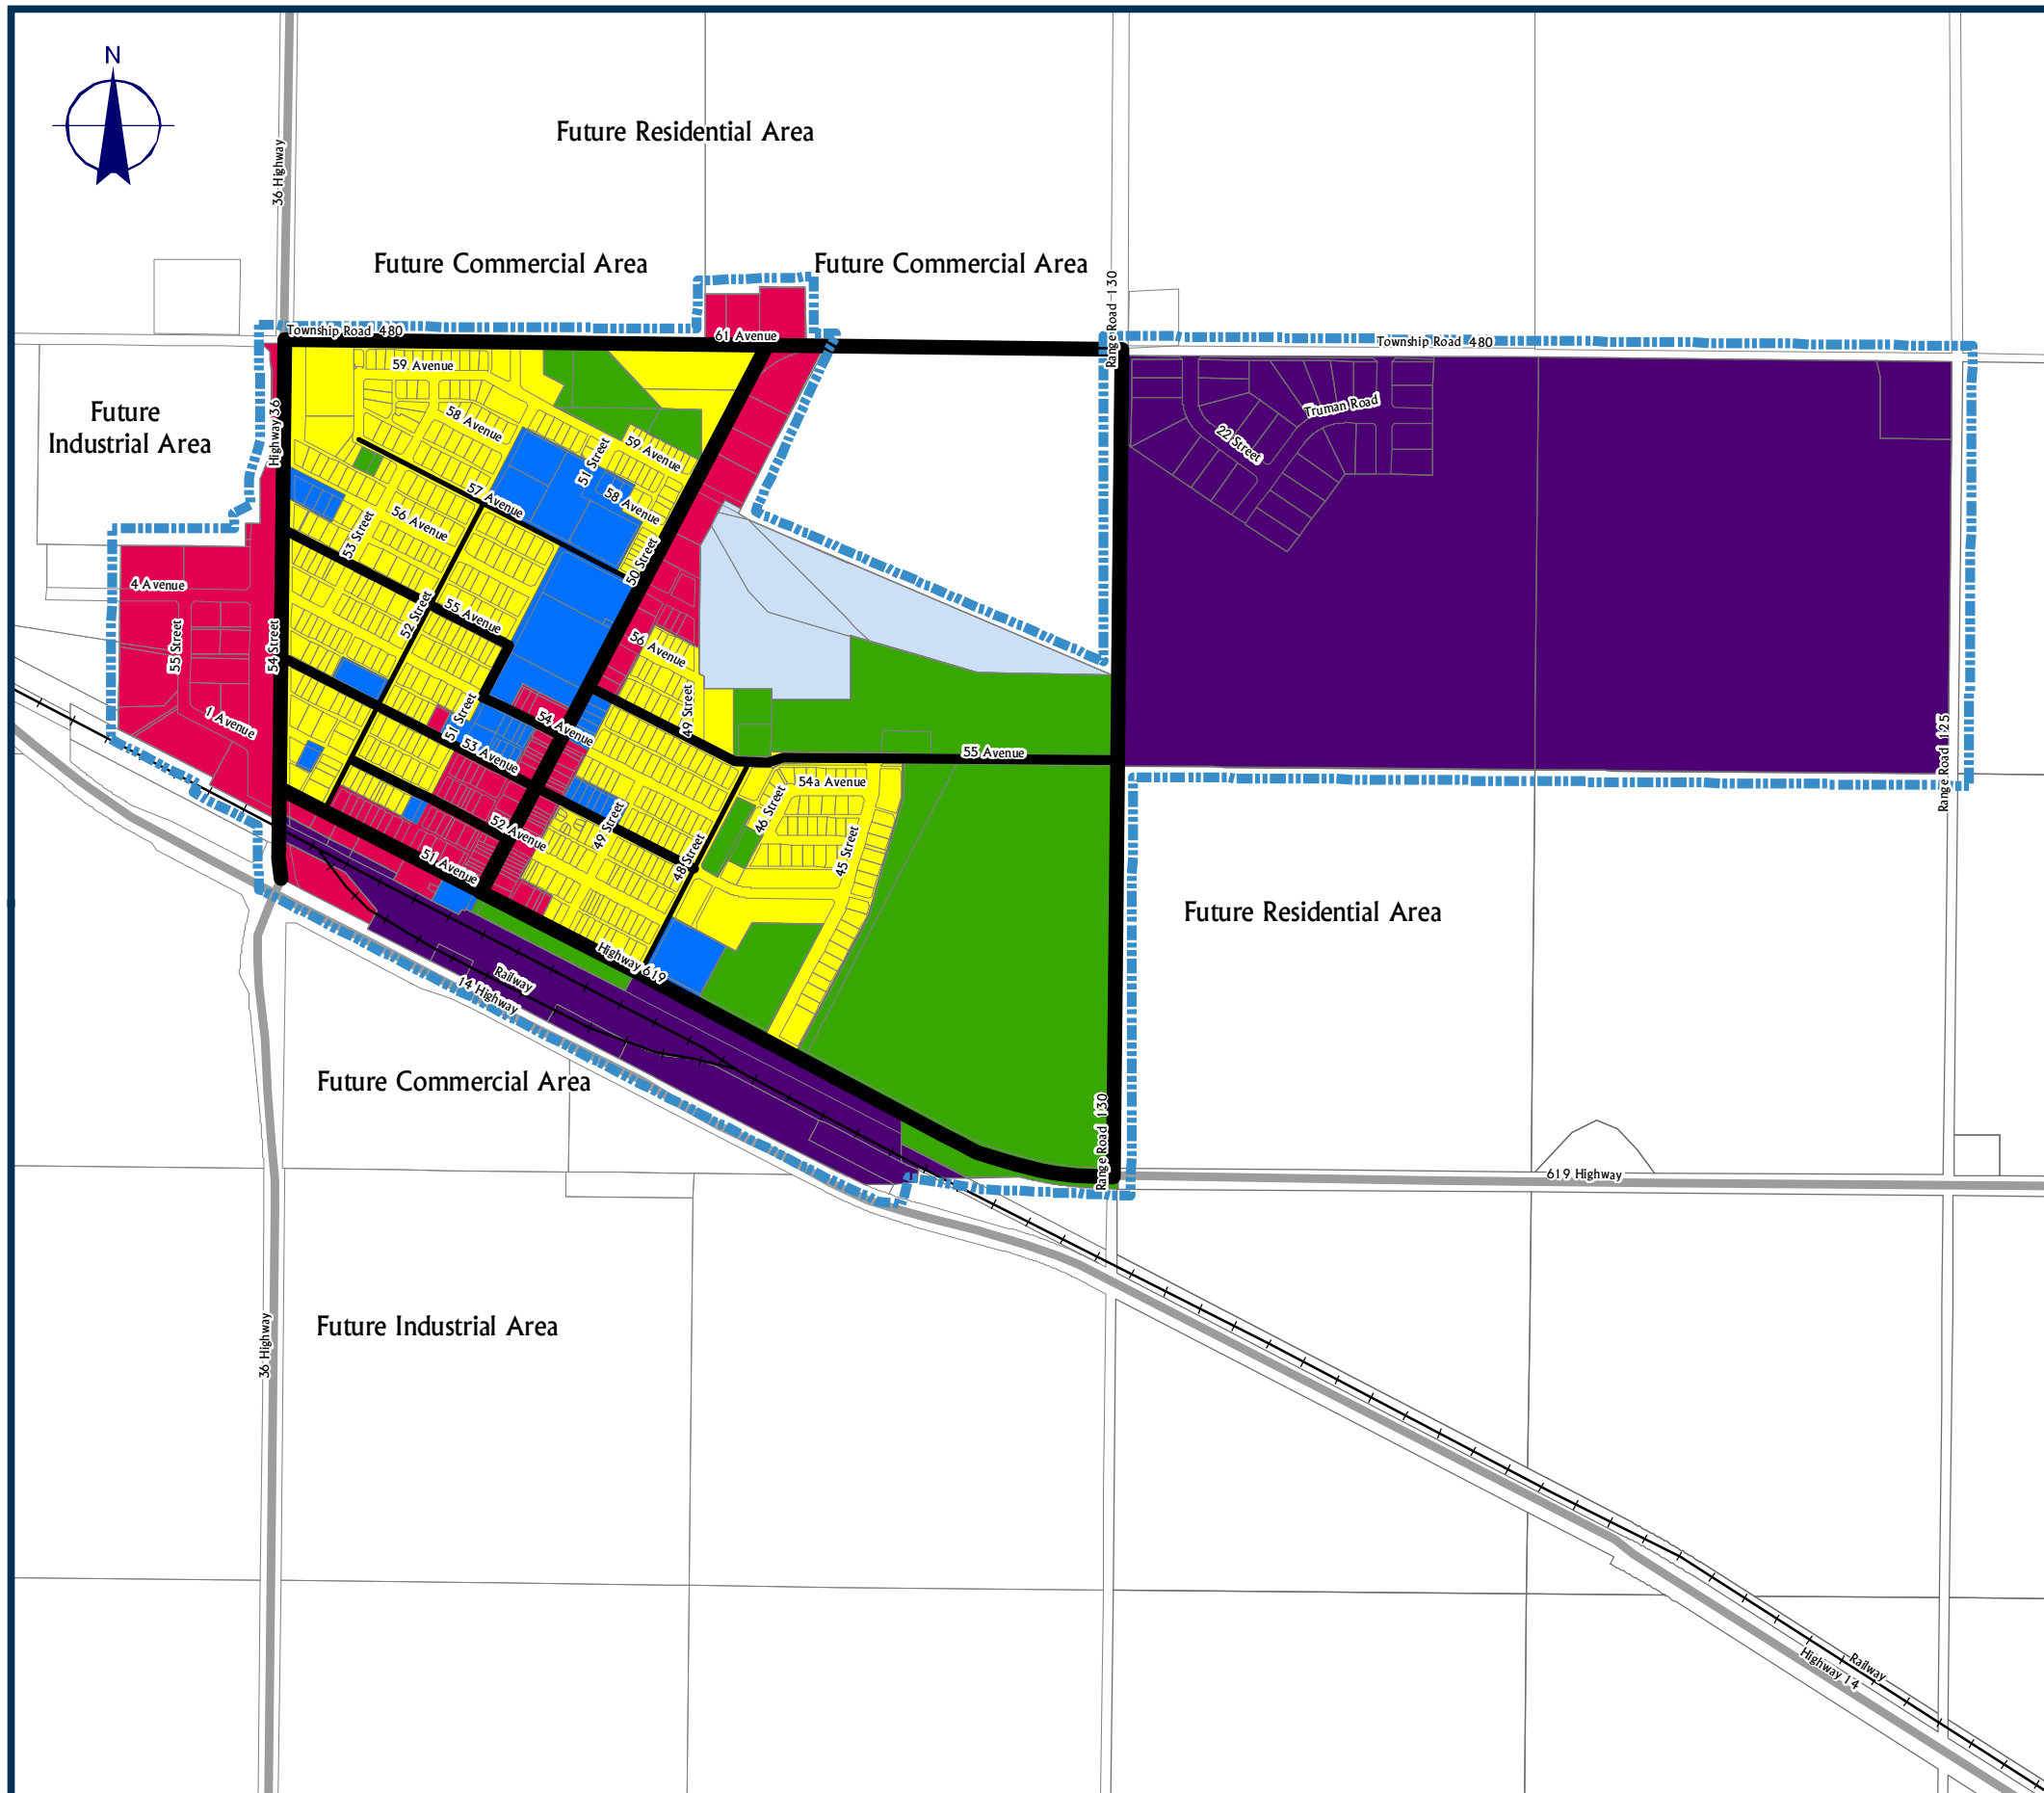 N
36 Highway
Future Residential Area
Future Commercial Area
Future Commercial Area
Range Road 130
Township Road 480
61 Avenue
Township Road 480
59 Avenue
Future
Industrial Area
Highway 36
58 Avenue
51 Street
59 Avenue
Truman Road
22 Street
57 Avenue
58 Avenue
56 Avenue
53 Street
50 Street
4 Avenue
55 Street
54 Street
52 Street
55 Avenue
56 Avenue
49 Street
1 Avenue
51 Street
54 Avenue
53 Avenue
55 Avenue
Range Road 125
54a Avenue
46 Street
49 Street
52 Avenue
45 Street
48 Street
51 Avenue
Future Residential Area
Highway 619
Railway
14 Highway
Future Commercial Area
Range Road 130
619 Highway
Future Industrial Area
36 Highway
Railway
Highway 14